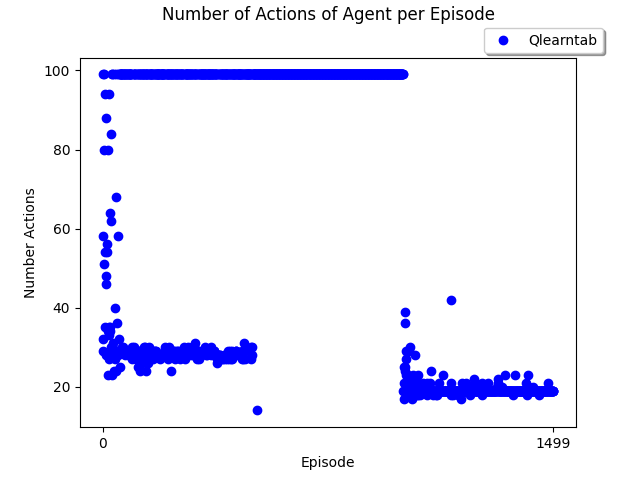 Number of Actions of Agent per Episode
Qlearntab
100
80
60
40
20
Number Actions
0
1499
Episode